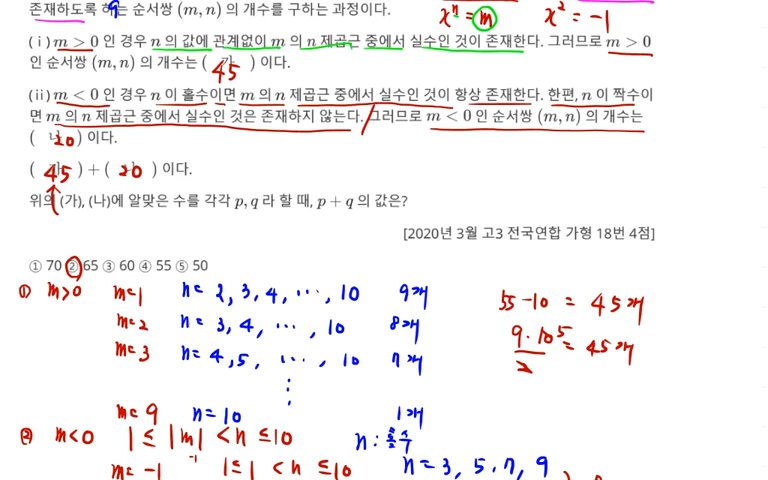 존재하도록 하는 순서쌍 (m, n) 의 개수를 구하는 과정이다.
xⁿ = m x² = -1
(ⅰ) m > 0 인 경우 n 의 값에 관계없이 m 의 n 제곱근 중에서 실수인 것이 존재한다. 그러므로 m > 0
인 순서쌍 (m, n) 의 개수는 ( 45 ) 이다.
(ⅱ) m < 0 인 경우 n 이 홀수이면 m 의 n 제곱근 중에서 실수인 것이 항상 존재한다. 한편, n 이 짝수이
면 m 의 n 제곱근 중에서 실수인 것은 존재하지 않는다. 그러므로 m < 0 인 순서쌍 (m, n) 의 개수는
( 나 20 ) 이다.
( 45 ) + ( 20 ) 이다.
위의 (가), (나)에 알맞은 수를 각각 p, q 라 할 때, p + q 의 값은?
[2020년 3월 고3 전국연합 가형 18번 4점]
① 70 ② 65 ③ 60 ④ 55 ⑤ 50
① m>0 m=1 n= 2, 3, 4, ⋯, 10 9개
55-10 = 45개
m=2 n= 3, 4, ⋯, 10 8개
9·10/2 5 = 45개
m=3 n= 4, 5, ⋯, 10 7개
⋮
m= 9 n= 10 1개
② m<0 1 ≤ |m| < n ≤ 10 n : 홀수
m= -1 -1 1 ≤ 1 < n ≤ 10 n = 3, 5, 7, 9